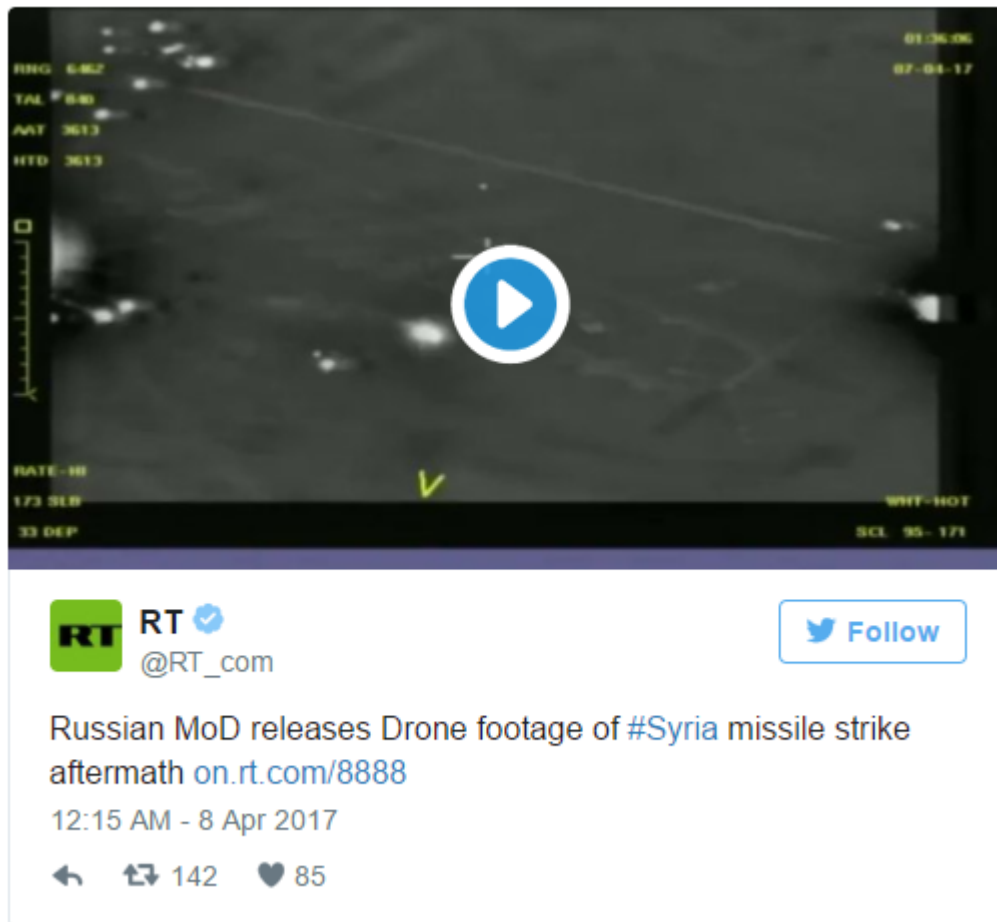 01:36:06
RNG 6462
07-04-17
TAL 840
AAT 3613
HTD 3613
RATE-HI
173 SLB
WHT-HOT
33 DEP
SCL 95-171
RT
RT
Follow
@RT_com
Russian MoD releases Drone footage of #Syria missile strike
aftermath on.rt.com/8888
12:15 AM - 8 Apr 2017
142
85